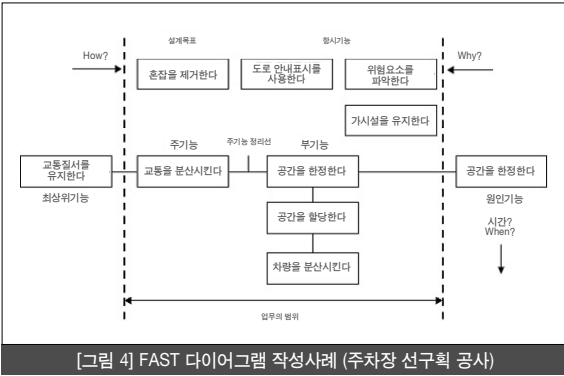 설계목표
항시기능
How?
Why?
혼잡을 제거한다
도로 안내표시를
사용한다
위험요소를
파악한다
가시설을 유지한다
주기능
주기능 정리선
부기능
교통질서를
유지한다
교통을 분산시킨다
공간을 한정한다
공간을 한정한다
최상위기능
원인기능
공간을 할당한다
시간?
When?
차량을 분산시킨다
업무의 범위
[그림 4] FAST 다이어그램 작성사례 (주차장 선구획 공사)